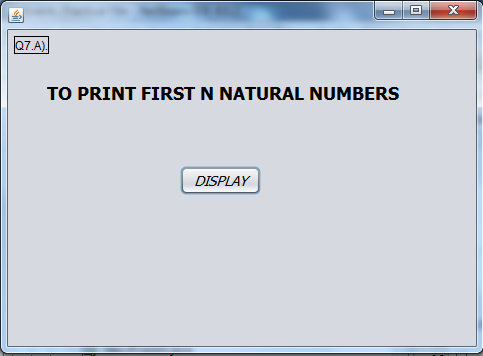 Q7.A).
TO PRINT FIRST N NATURAL NUMBERS
DISPLAY